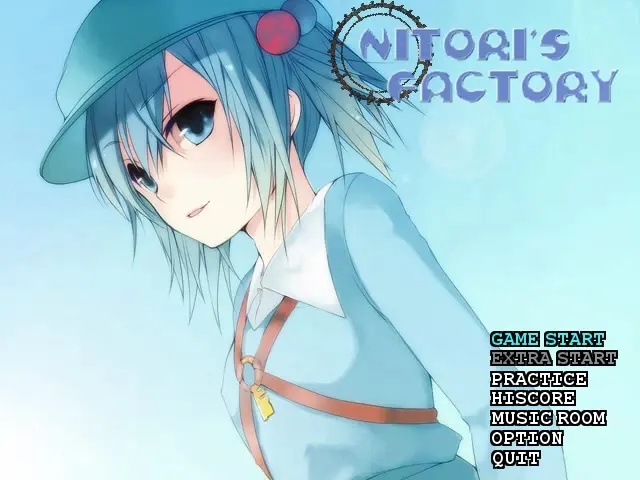 NITORI'S
FACTORY
GAME START
EXTRA START
PRACTICE
HISCORE
MUSIC ROOM
OPTION
QUIT